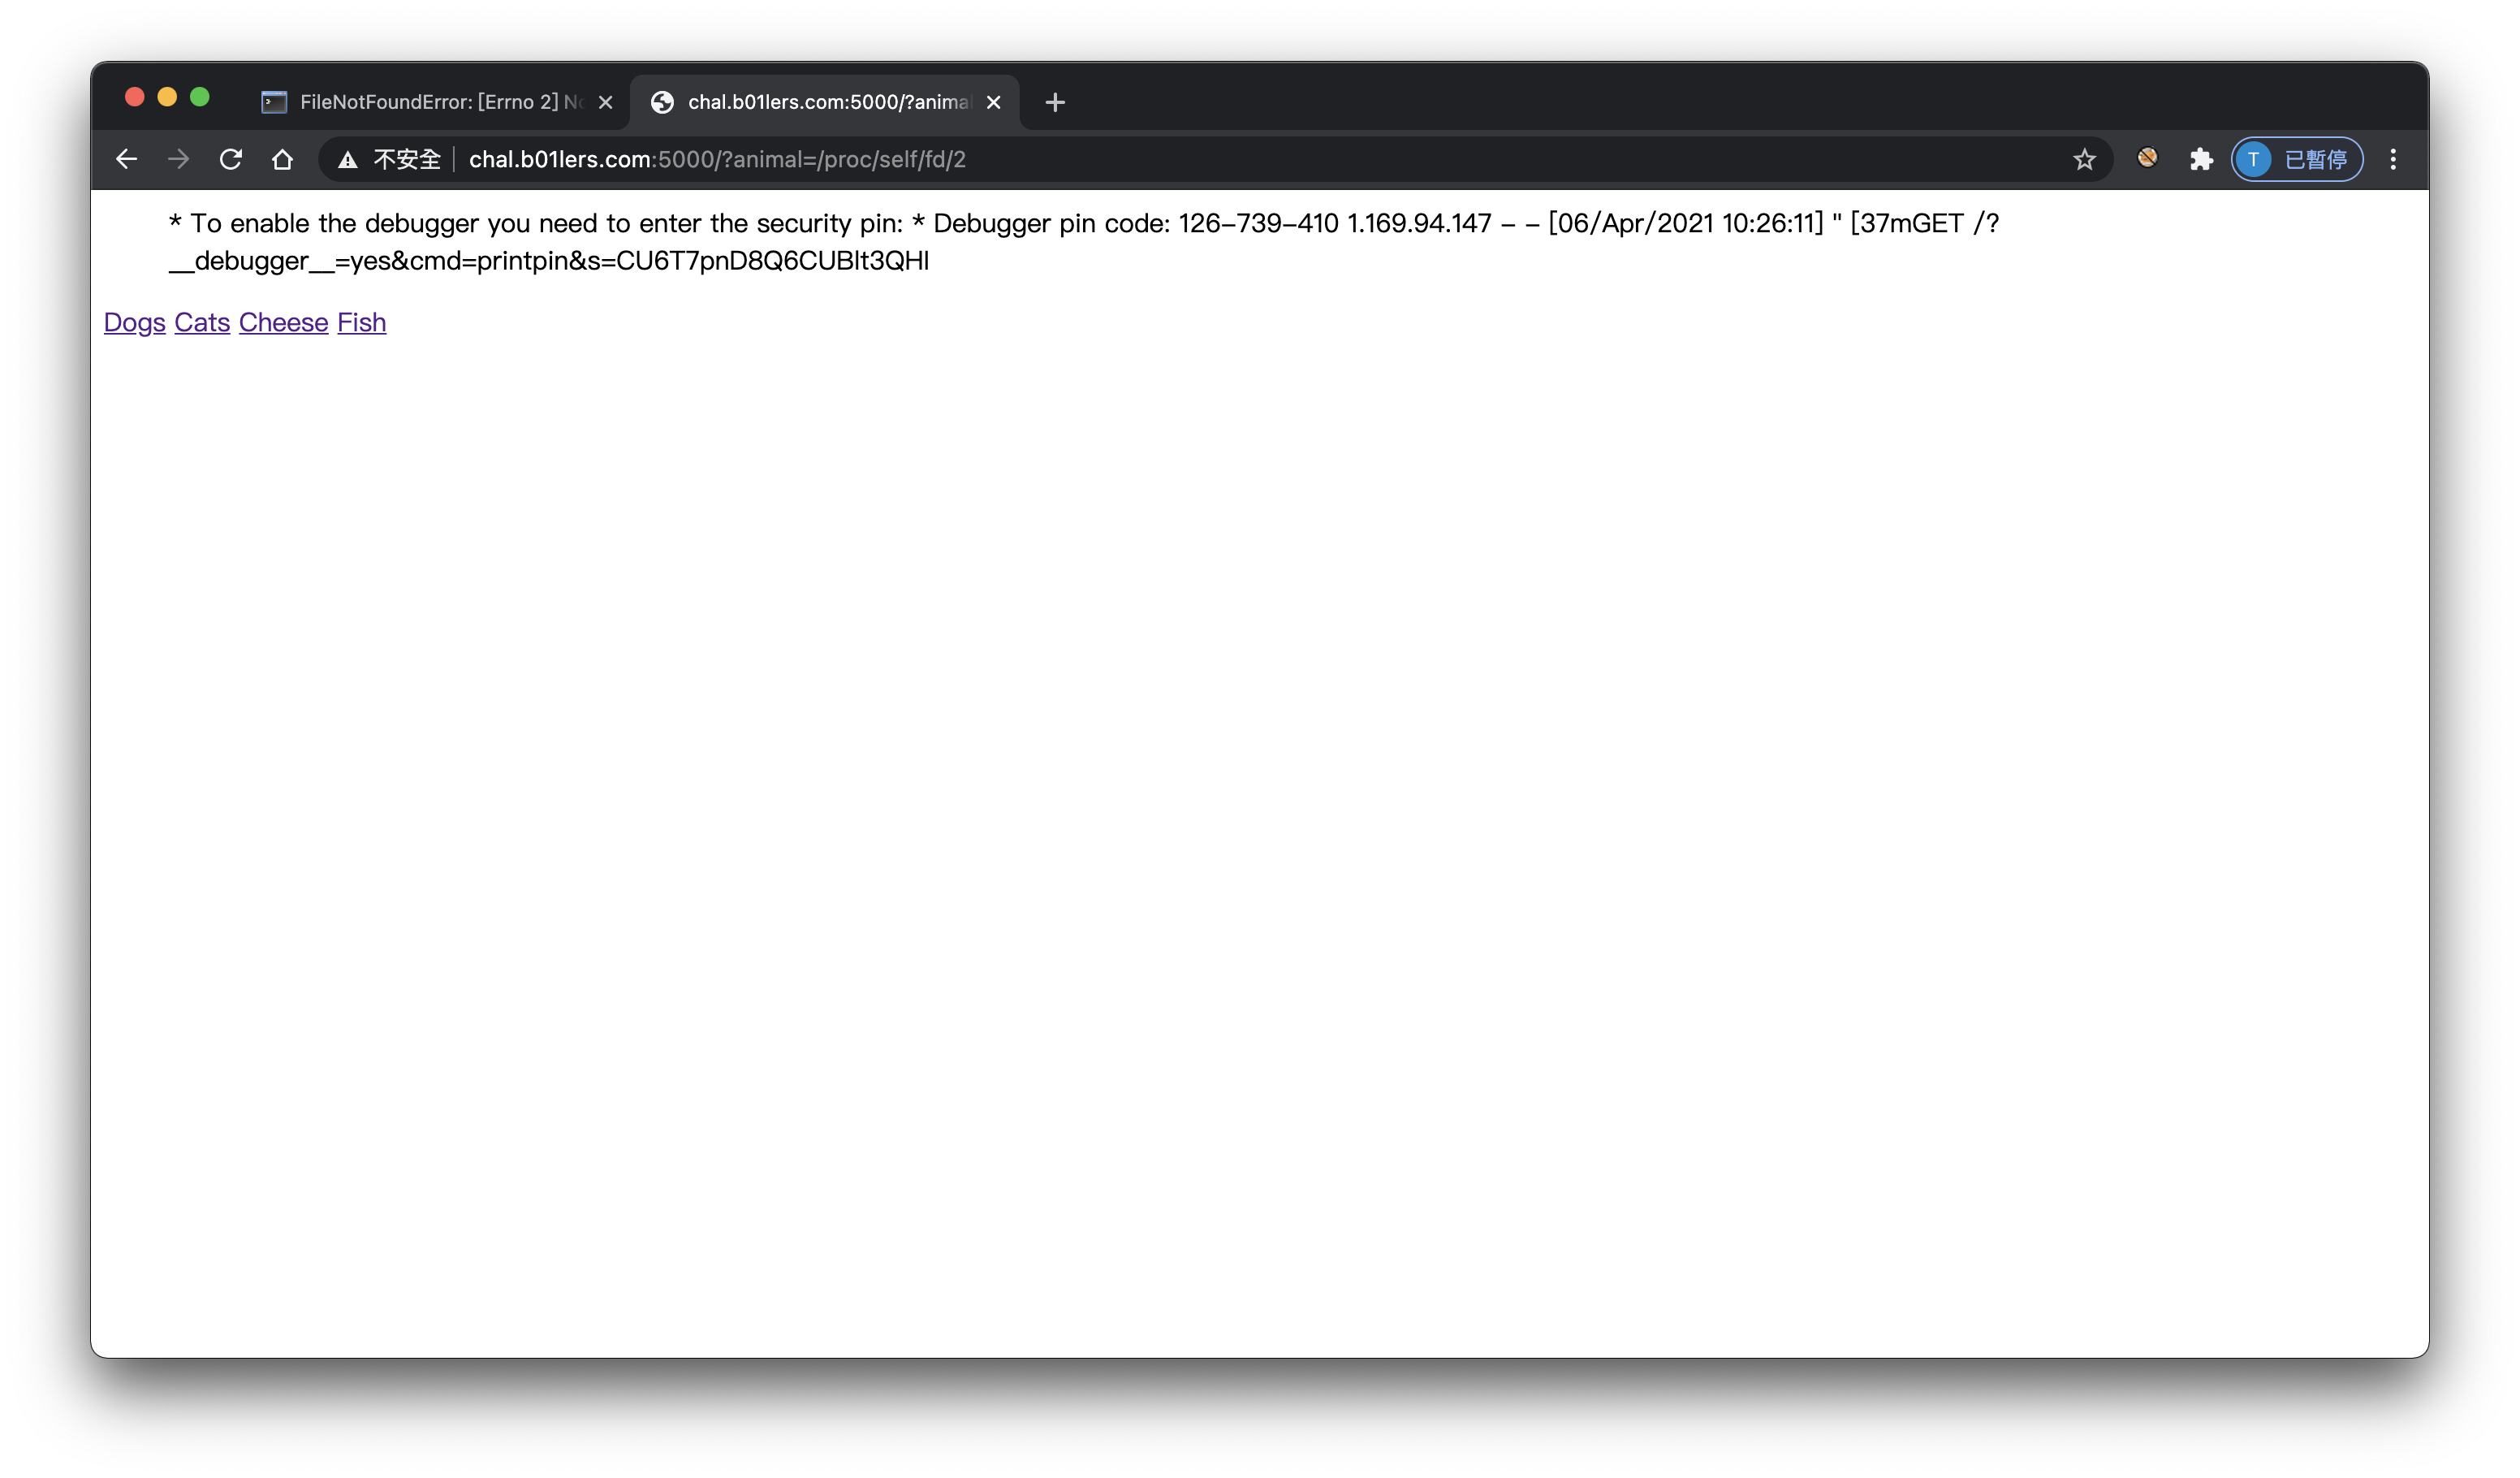 FileNotFoundError: [Errno 2] No
chal.b01lers.com:5000/?animal
不安全 chal.b01lers.com:5000/?animal=/proc/self/fd/2
T 已暫停
* To enable the debugger you need to enter the security pin: * Debugger pin code: 126-739-410 1.169.94.147 - - [06/Apr/2021 10:26:11] " [37mGET /?
__debugger__=yes&cmd=printpin&s=CU6T7pnD8Q6CUBlt3QHI
Dogs Cats Cheese Fish